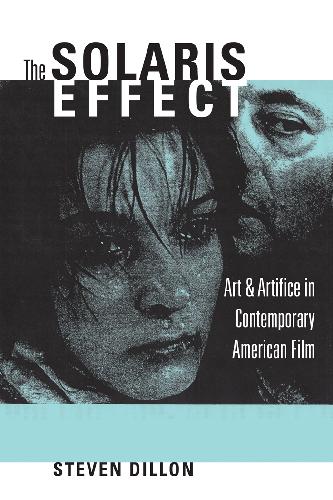 The SOLARIS
EFFECT
Art & Artifice in
Contemporary
American Film
STEVEN DILLON